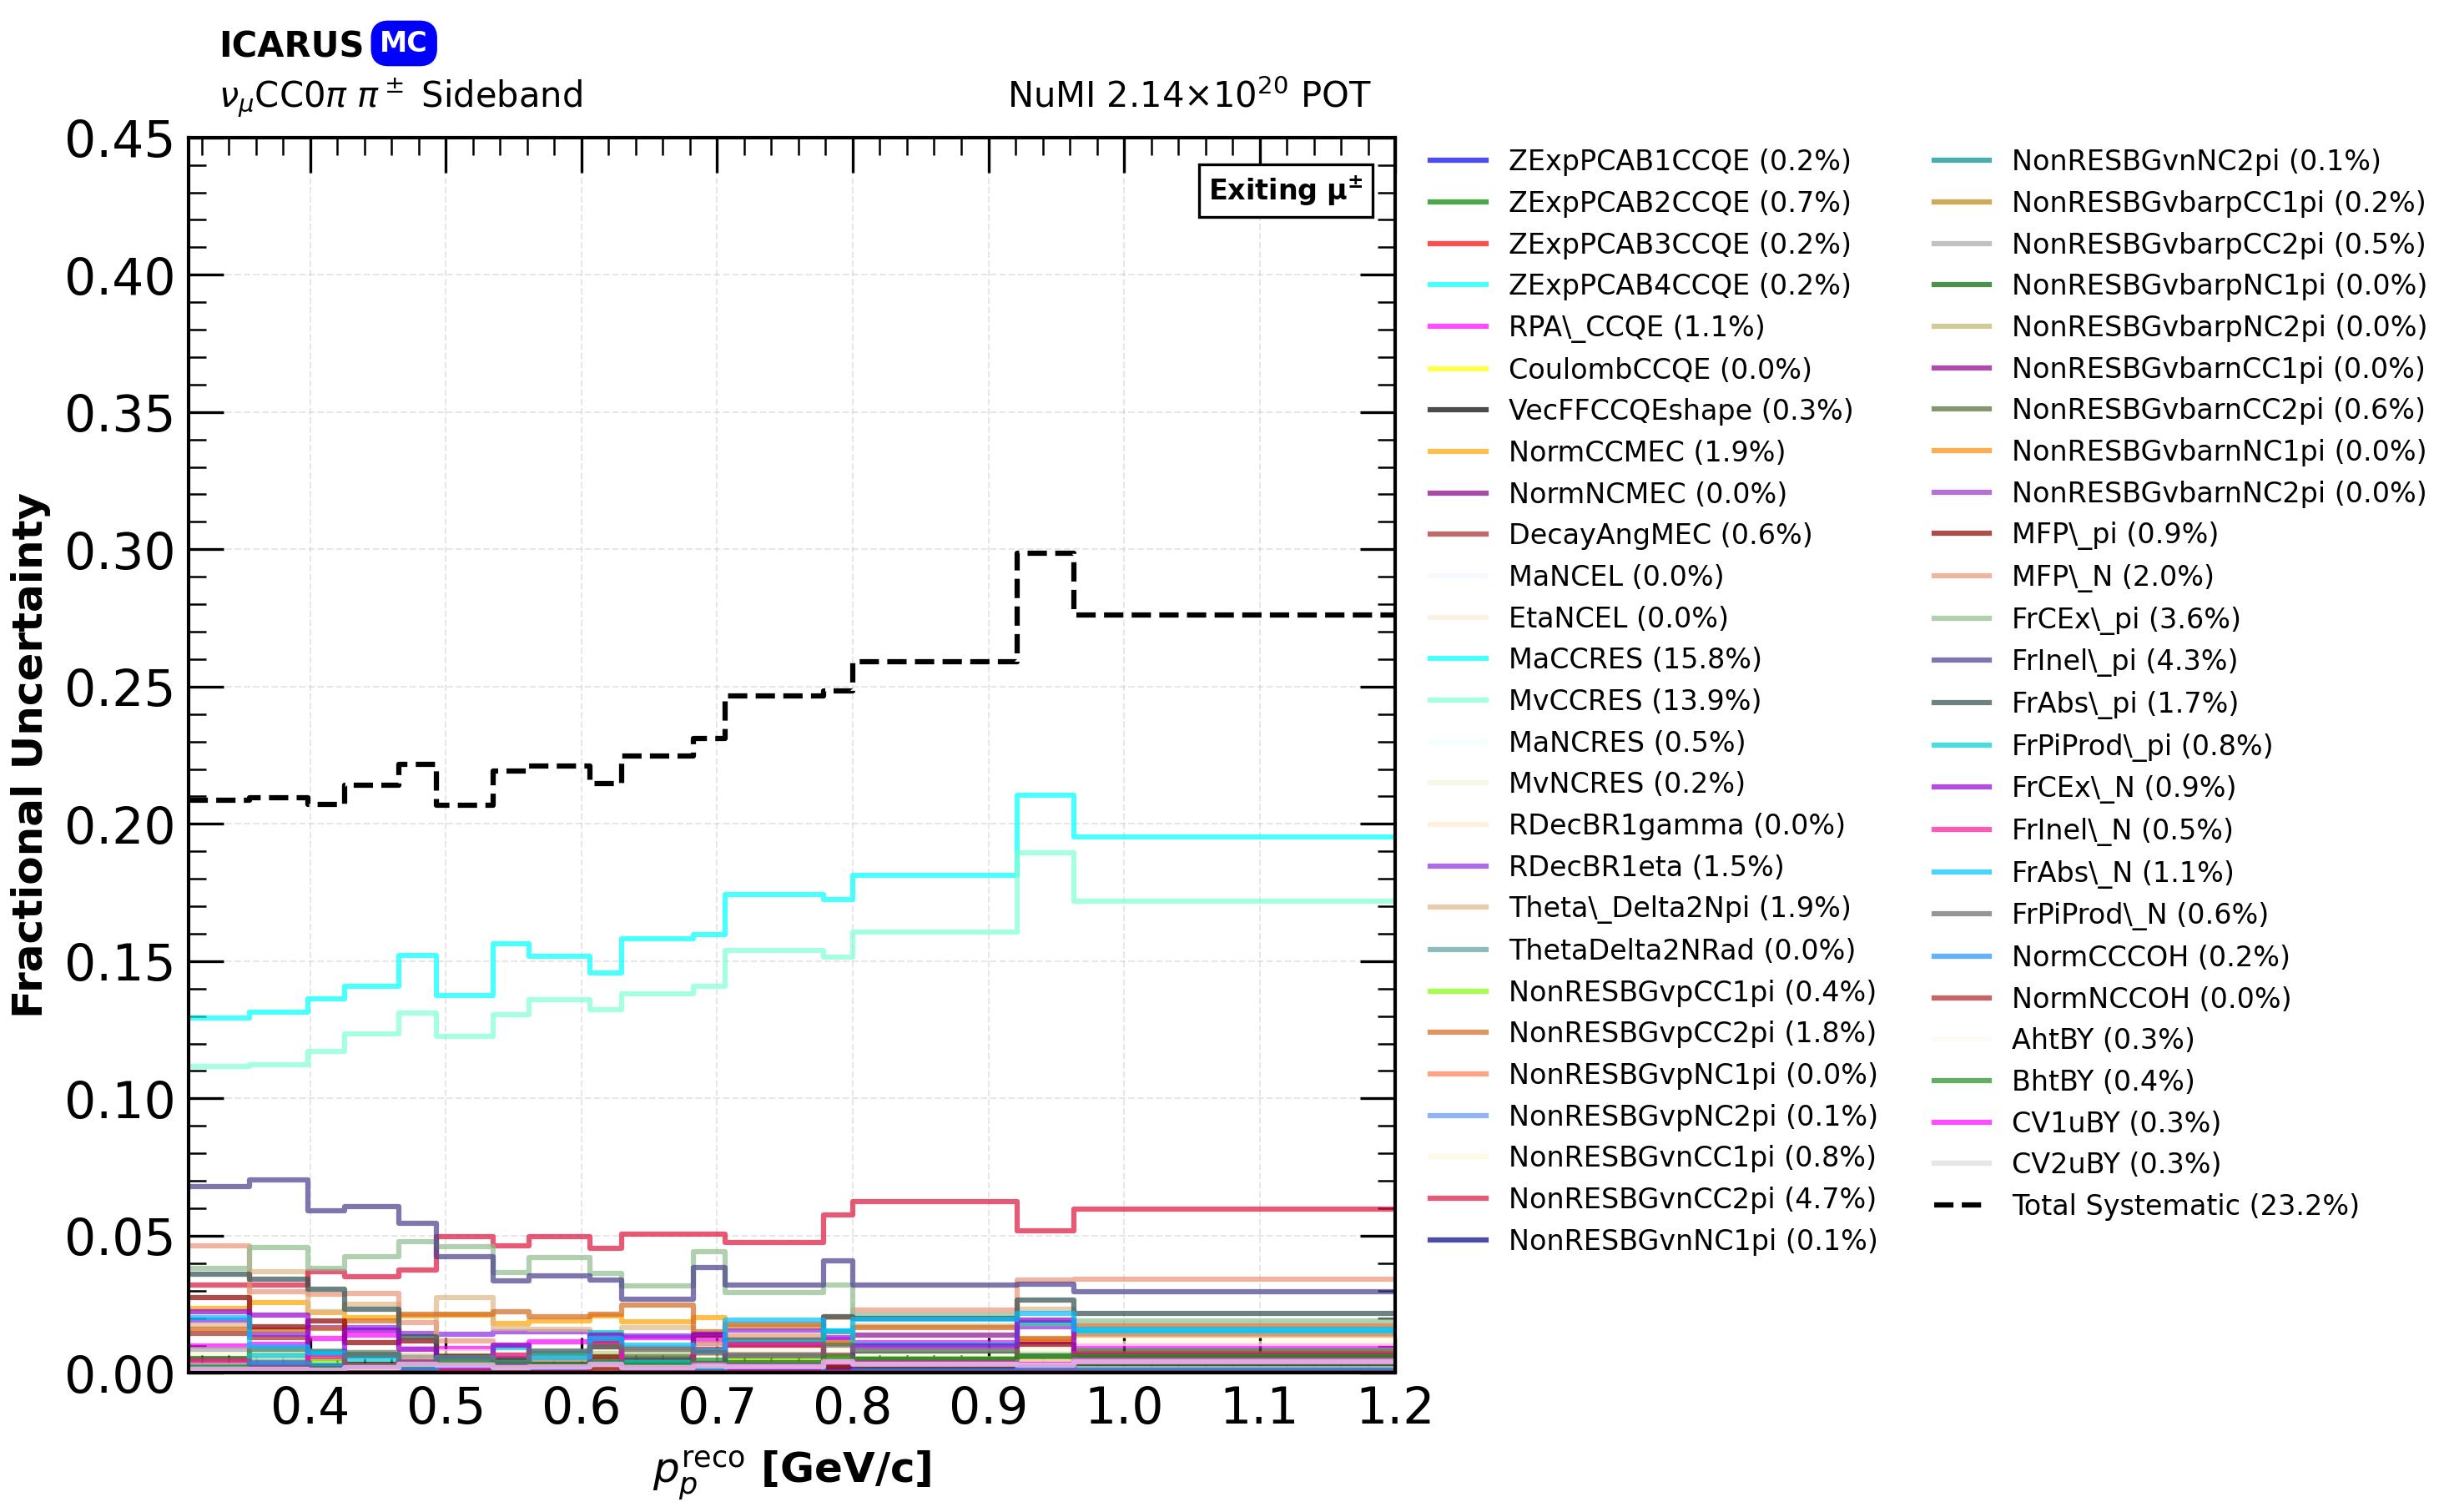 ICARUS MC
νμCC0π π± Sideband
NuMI 2.14×10²⁰ POT
Exiting μ±
0.45
0.40
0.35
0.30
0.25
0.20
0.15
0.10
0.05
0.00
Fractional Uncertainty
0.4 0.5 0.6 0.7 0.8 0.9 1.0 1.1 1.2
p_p^reco [GeV/c]
ZExpPCAB1CCQE (0.2%)
ZExpPCAB2CCQE (0.7%)
ZExpPCAB3CCQE (0.2%)
ZExpPCAB4CCQE (0.2%)
RPA\_CCQE (1.1%)
CoulombCCQE (0.0%)
VecFFCCQEshape (0.3%)
NormCCMEC (1.9%)
NormNCMEC (0.0%)
DecayAngMEC (0.6%)
MaNCEL (0.0%)
EtaNCEL (0.0%)
MaCCRES (15.8%)
MvCCRES (13.9%)
MaNCRES (0.5%)
MvNCRES (0.2%)
RDecBR1gamma (0.0%)
RDecBR1eta (1.5%)
Theta\_Delta2Npi (1.9%)
ThetaDelta2NRad (0.0%)
NonRESBGvpCC1pi (0.4%)
NonRESBGvpCC2pi (1.8%)
NonRESBGvpNC1pi (0.0%)
NonRESBGvpNC2pi (0.1%)
NonRESBGvnCC1pi (0.8%)
NonRESBGvnCC2pi (4.7%)
NonRESBGvnNC1pi (0.1%)
NonRESBGvnNC2pi (0.1%)
NonRESBGvbarpCC1pi (0.2%)
NonRESBGvbarpCC2pi (0.5%)
NonRESBGvbarpNC1pi (0.0%)
NonRESBGvbarpNC2pi (0.0%)
NonRESBGvbarnCC1pi (0.0%)
NonRESBGvbarnCC2pi (0.6%)
NonRESBGvbarnNC1pi (0.0%)
NonRESBGvbarnNC2pi (0.0%)
MFP\_pi (0.9%)
MFP\_N (2.0%)
FrCEx\_pi (3.6%)
FrInel\_pi (4.3%)
FrAbs\_pi (1.7%)
FrPiProd\_pi (0.8%)
FrCEx\_N (0.9%)
FrInel\_N (0.5%)
FrAbs\_N (1.1%)
FrPiProd\_N (0.6%)
NormCCCOH (0.2%)
NormNCCOH (0.0%)
AhtBY (0.3%)
BhtBY (0.4%)
CV1uBY (0.3%)
CV2uBY (0.3%)
Total Systematic (23.2%)